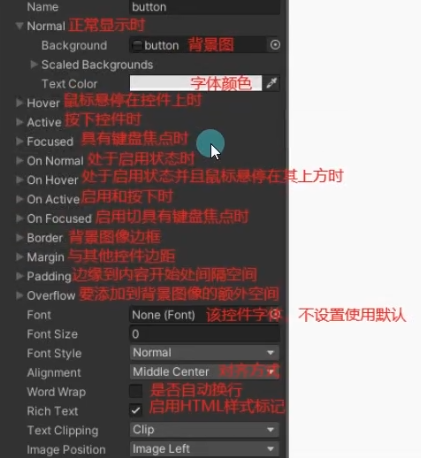 Name button
Normal 正常显示时
Background button 背景图
Scaled Backgrounds
Text Color 字体颜色
Hover 鼠标悬停在控件上时
Active 按下控件时
Focused 具有键盘焦点时
On Normal 处于启用状态时
On Hover 处于启用状态并且鼠标悬停在其上方时
On Active 启用和按下时
On Focused 启用切具有键盘焦点时
Border 背景图像边框
Margin 与其他控件边距
Padding 边缘到内容开始处间隔空间
Overflow 要添加到背景图像的额外空间
Font None (Font) 该控件字体，不设置使用默认
Font Size 0
Font Style Normal
Alignment Middle Center 对齐方式
Word Wrap 是否自动换行
Rich Text 启用HTML样式标记
Text Clipping Clip
Image Position Image Left